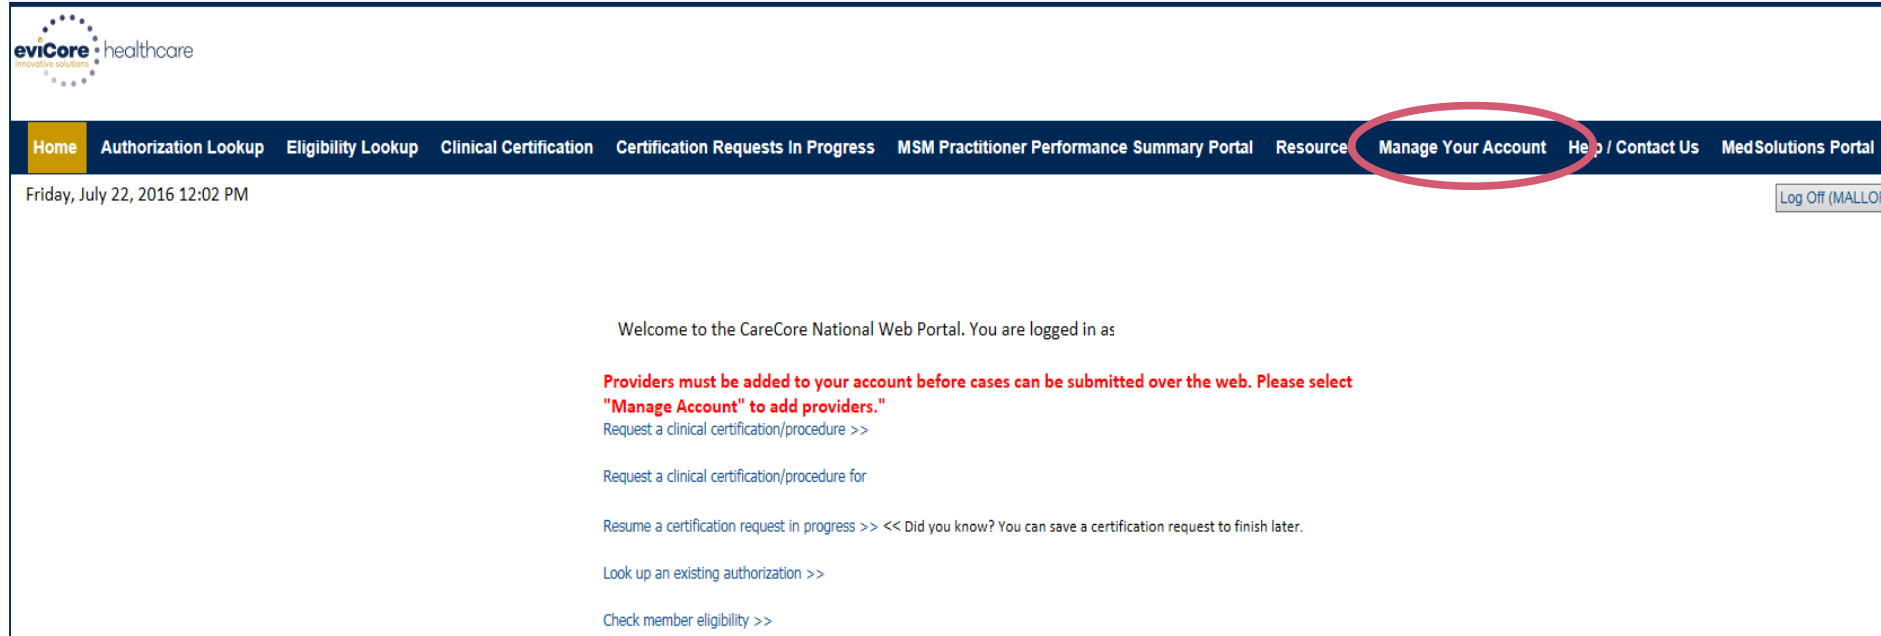 eviCore healthcare
innovative solutions
Home Authorization Lookup Eligibility Lookup Clinical Certification Certification Requests In Progress MSM Practitioner Performance Summary Portal Resource Manage Your Account Help / Contact Us MedSolutions Portal
Friday, July 22, 2016 12:02 PM
Log Off (MALLO
Welcome to the CareCore National Web Portal. You are logged in as
Providers must be added to your account before cases can be submitted over the web. Please select
"Manage Account" to add providers."
Request a clinical certification/procedure >>
Request a clinical certification/procedure for
Resume a certification request in progress >> << Did you know? You can save a certification request to finish later.
Look up an existing authorization >>
Check member eligibility >>